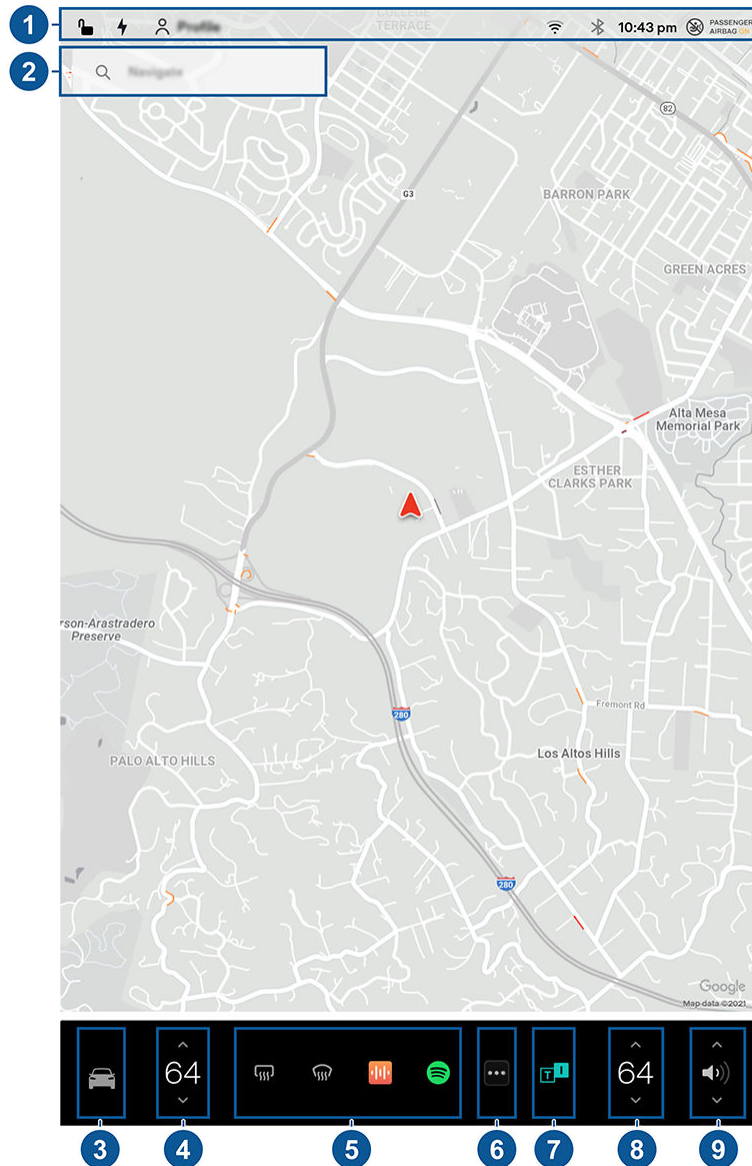 1
COLLEGE
TERRACE
Profile
10:43 pm
PASSENGER
AIRBAG ON
2
Navigate
82
G3
BARRON PARK
GREEN ACRES
Alta Mesa
Memorial Park
ESTHER
CLARKS PARK
rson-Arastradero
Preserve
280
Fremont Rd
Los Altos Hills
PALO ALTO HILLS
280
Google
Map data ©2021
64
T
I
64
3
4
5
6
7
8
9